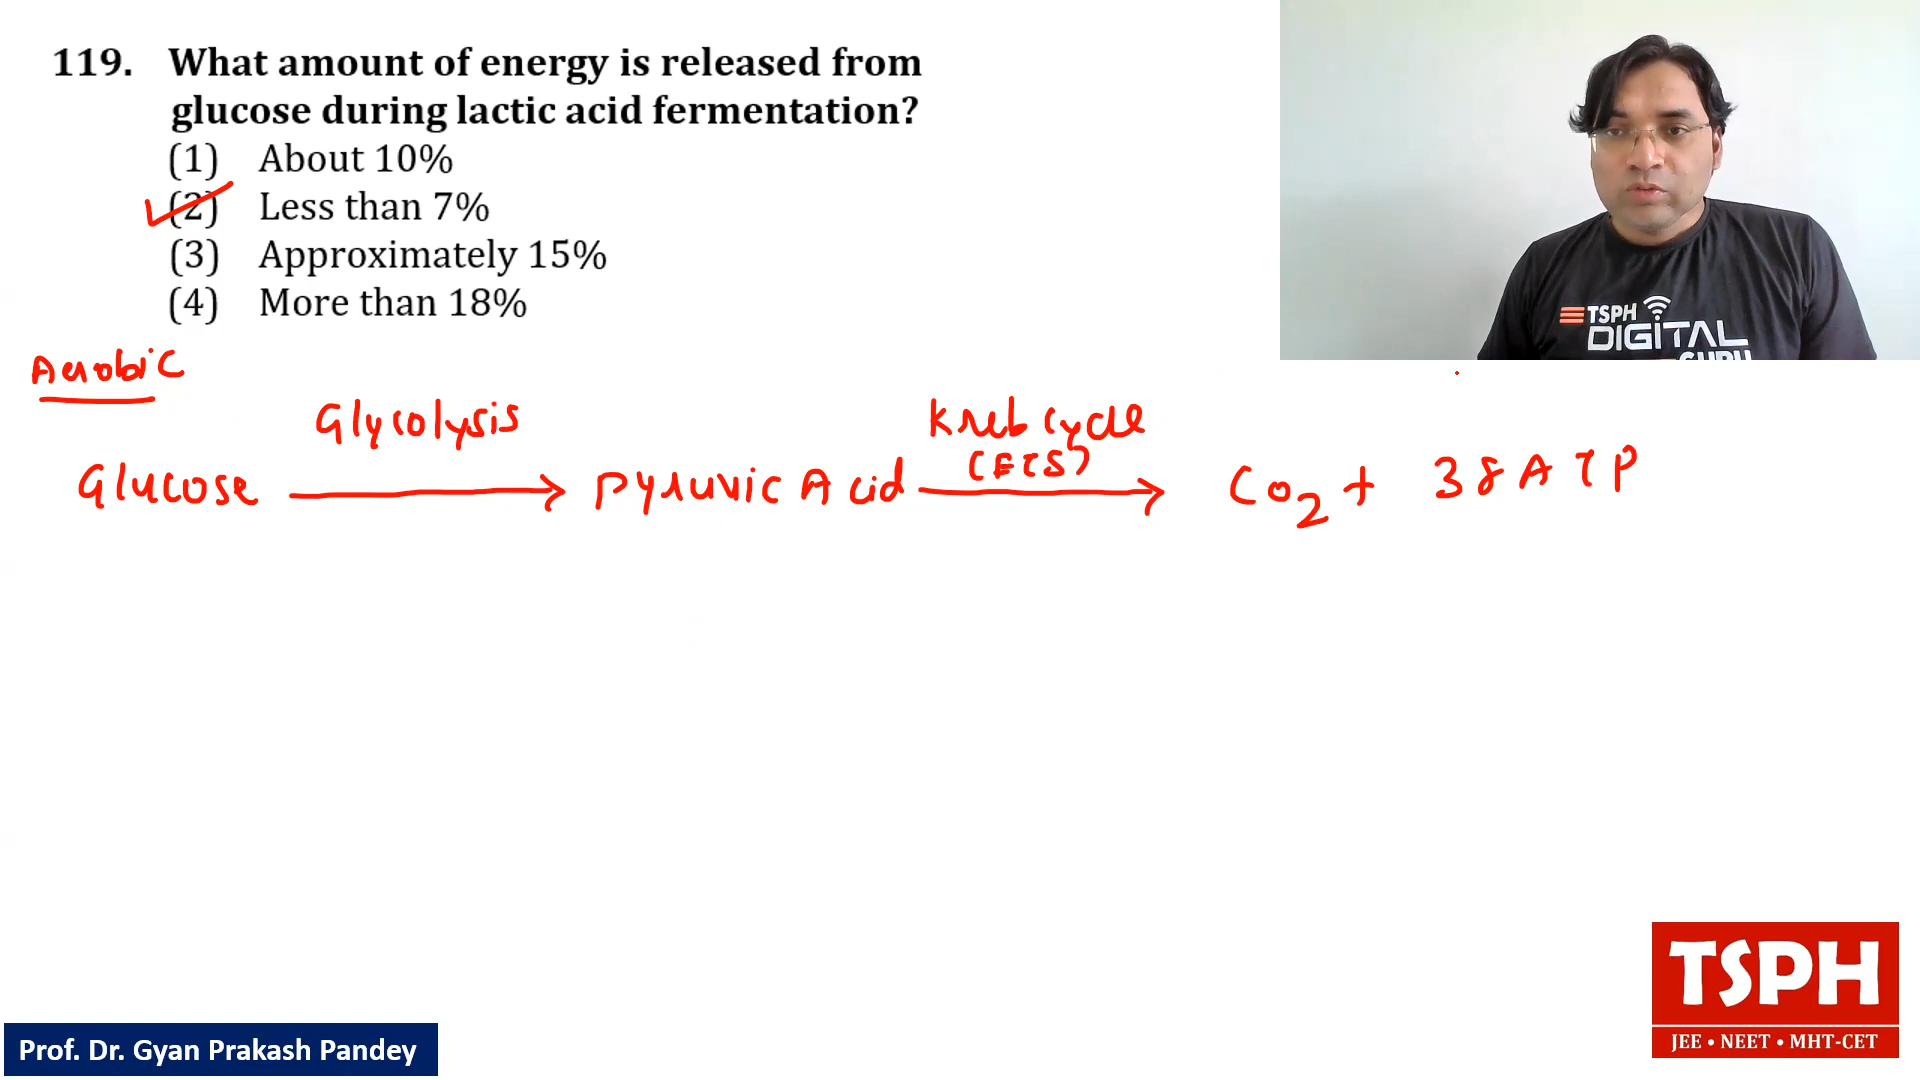 119. What amount of energy is released from
glucose during lactic acid fermentation?
(1) About 10%
(2) Less than 7%
(3) Approximately 15%
(4) More than 18%
TSPH
DIGITAL
GURU
Aerobic
Glucose Glycolysis Pyruvic Acid Kreb cycle
(ETS)
CO2 + 38 ATP
TSPH
JEE • NEET • MHT-CET
Prof. Dr. Gyan Prakash Pandey